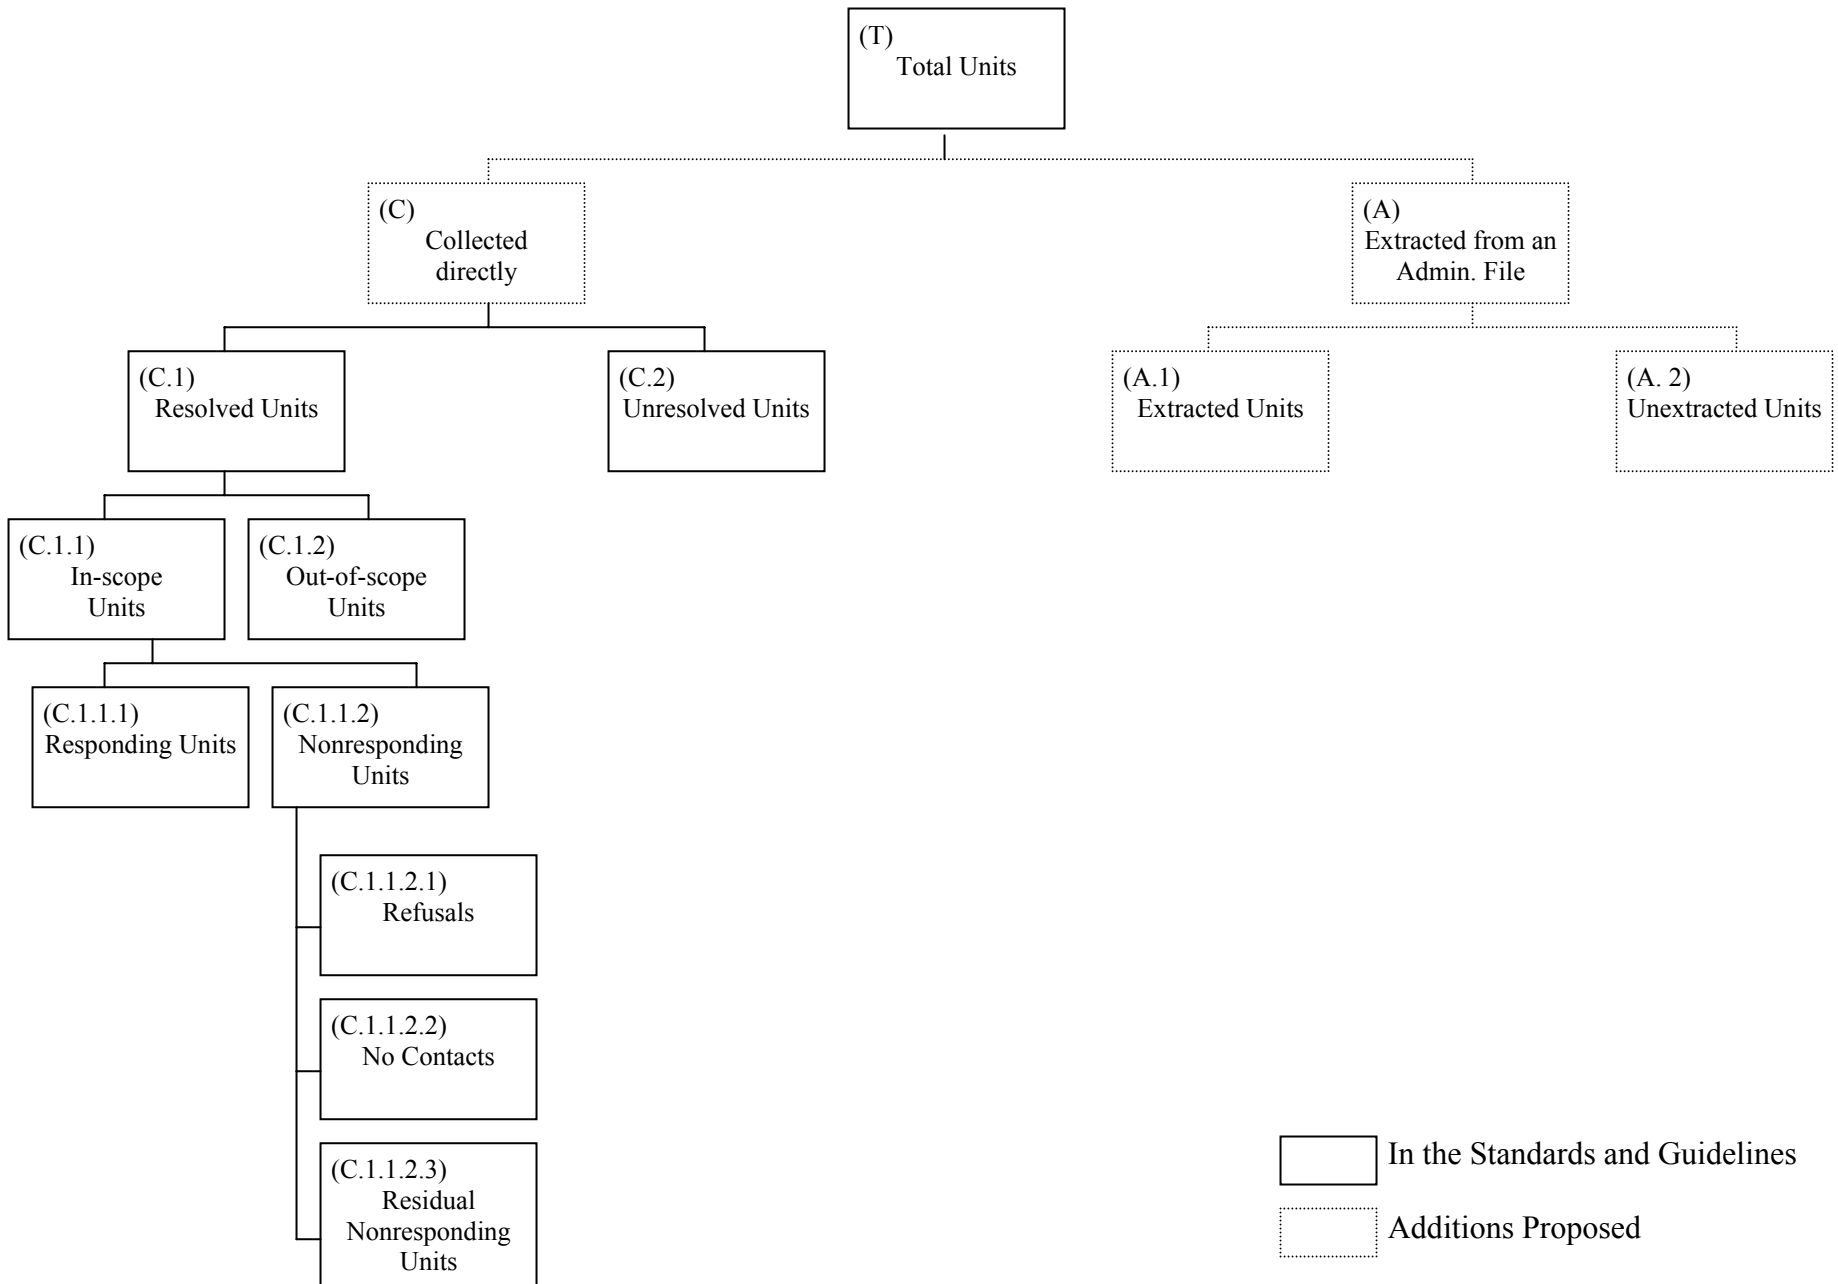 (T)
Total Units
(C)
Collected
directly
(A)
Extracted from an
Admin. File
(C.1)
Resolved Units
(C.2)
Unresolved Units
(A.1)
Extracted Units
(A. 2)
Unextracted Units
(C.1.1)
In-scope
Units
(C.1.2)
Out-of-scope
Units
(C.1.1.1)
Responding Units
(C.1.1.2)
Nonresponding
Units
(C.1.1.2.1)
Refusals
(C.1.1.2.2)
No Contacts
(C.1.1.2.3)
Residual
Nonresponding
Units
In the Standards and Guidelines
Additions Proposed